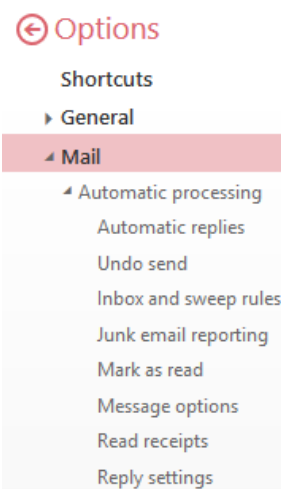 Options
Shortcuts
General
Mail
Automatic processing
Automatic replies
Undo send
Inbox and sweep rules
Junk email reporting
Mark as read
Message options
Read receipts
Reply settings